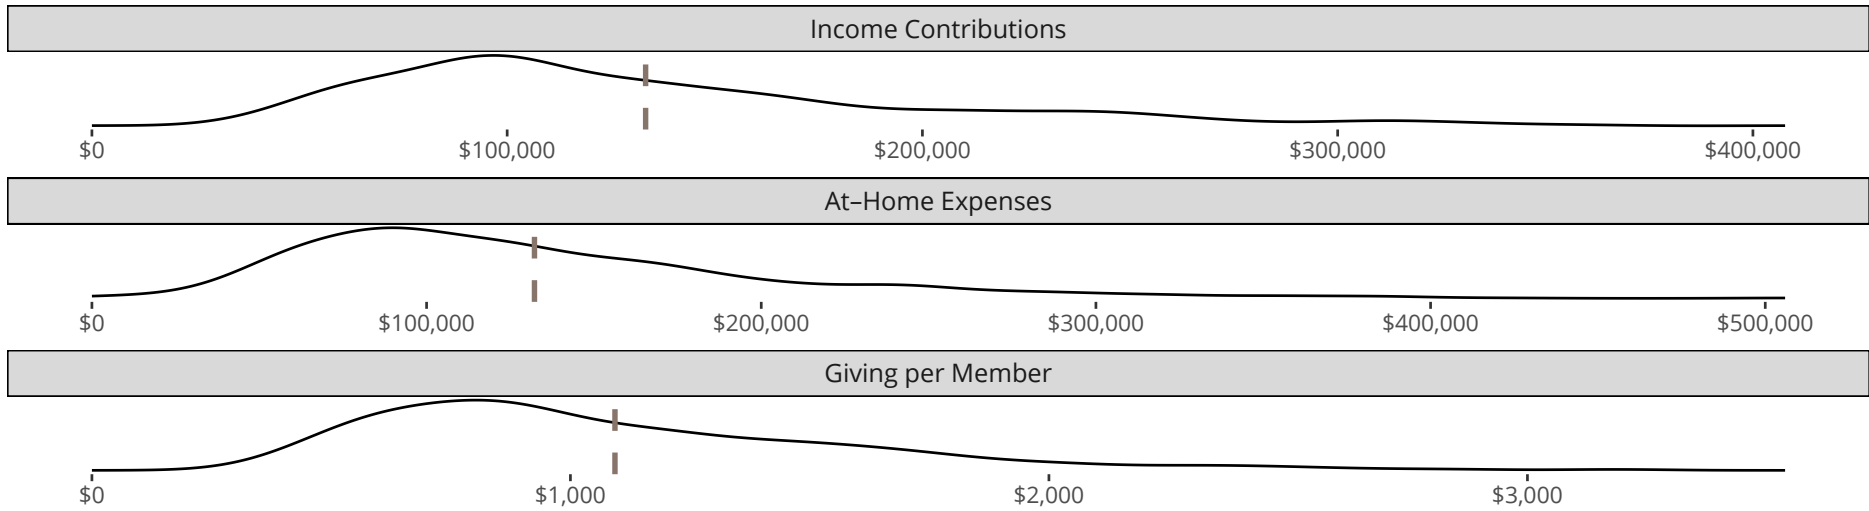 Income Contributions
$0 $100,000 $200,000 $300,000 $400,000
At–Home Expenses
$0 $100,000 $200,000 $300,000 $400,000 $500,000
Giving per Member
$0 $1,000 $2,000 $3,000